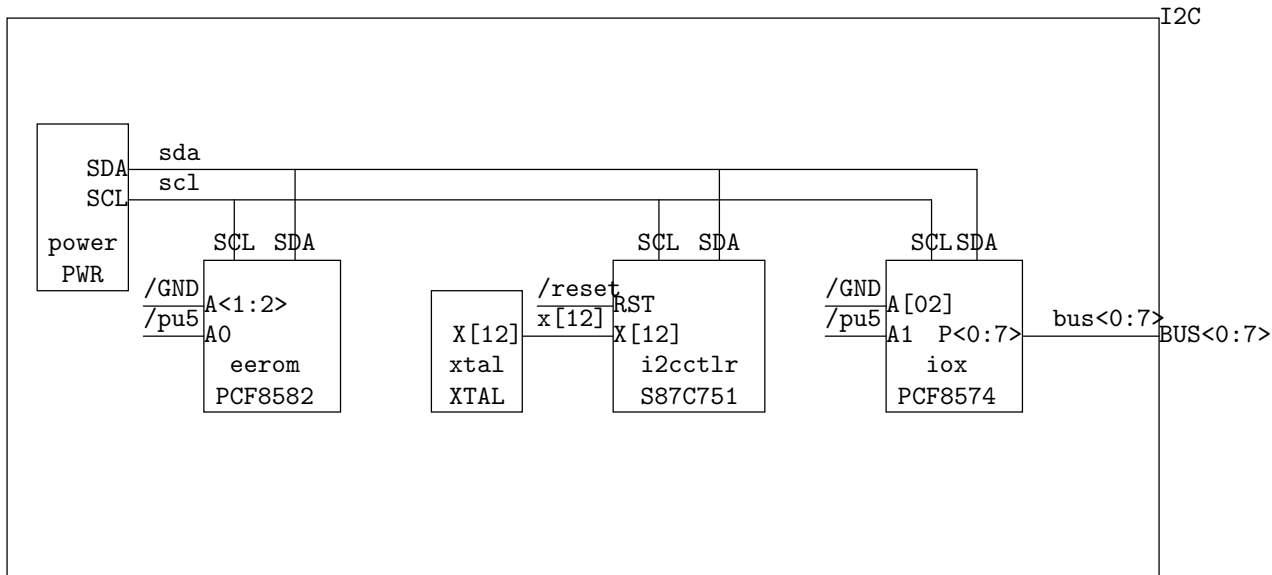 I2C
sda
SDA
scl
SCL
power
PWR
SCL SDA
SCL SDA
SCL SDA
/GND
A<1:2>
/pu5
A0
eerom
PCF8582
X[12]
xtal
XTAL
/reset
RST
x[12]
X[12]
i2cctlr
S87C751
/GND
A[02]
/pu5
A1 P<0:7>
iox
PCF8574
bus<0:7>
BUS<0:7>